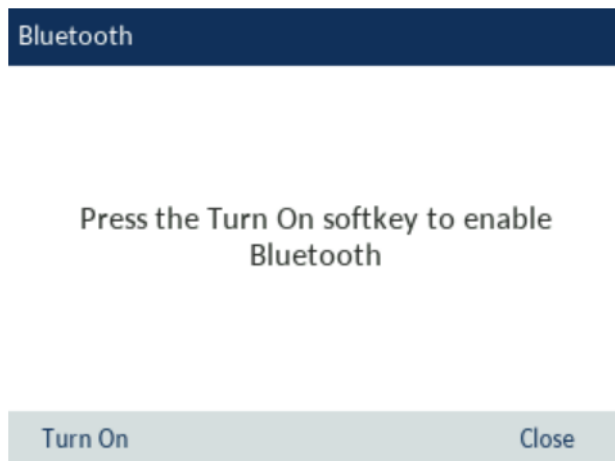 Bluetooth
Press the Turn On softkey to enable
Bluetooth
Turn On Close